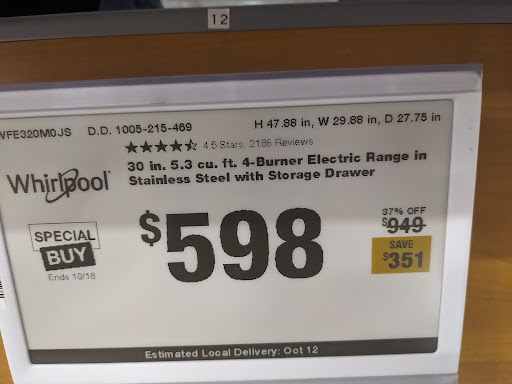 12
WFE320M0JS D.D. 1005-215-469 H 47.88 in, W 29.88 in, D 27.75 in
4.5 Stars, 2186 Reviews
Whirlpool
30 in. 5.3 cu. ft. 4-Burner Electric Range in
Stainless Steel with Storage Drawer
SPECIAL
BUY
Ends 10/18
$598
37% OFF
$949
SAVE
$351
Estimated Local Delivery: Oct 12